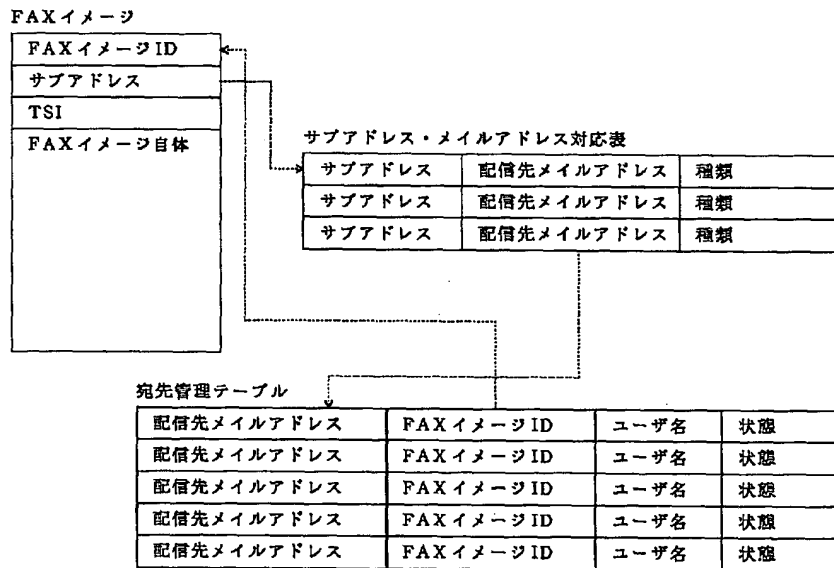 FAXイメージ
FAXイメージID
サブアドレス
TSI
FAXイメージ自体
サブアドレス・メイルアドレス対応表
サブアドレス 配信先メイルアドレス 種類
サブアドレス 配信先メイルアドレス 種類
サブアドレス 配信先メイルアドレス 種類
宛先管理テーブル
配信先メイルアドレス FAXイメージID ユーザ名 状態
配信先メイルアドレス FAXイメージID ユーザ名 状態
配信先メイルアドレス FAXイメージID ユーザ名 状態
配信先メイルアドレス FAXイメージID ユーザ名 状態
配信先メイルアドレス FAXイメージID ユーザ名 状態